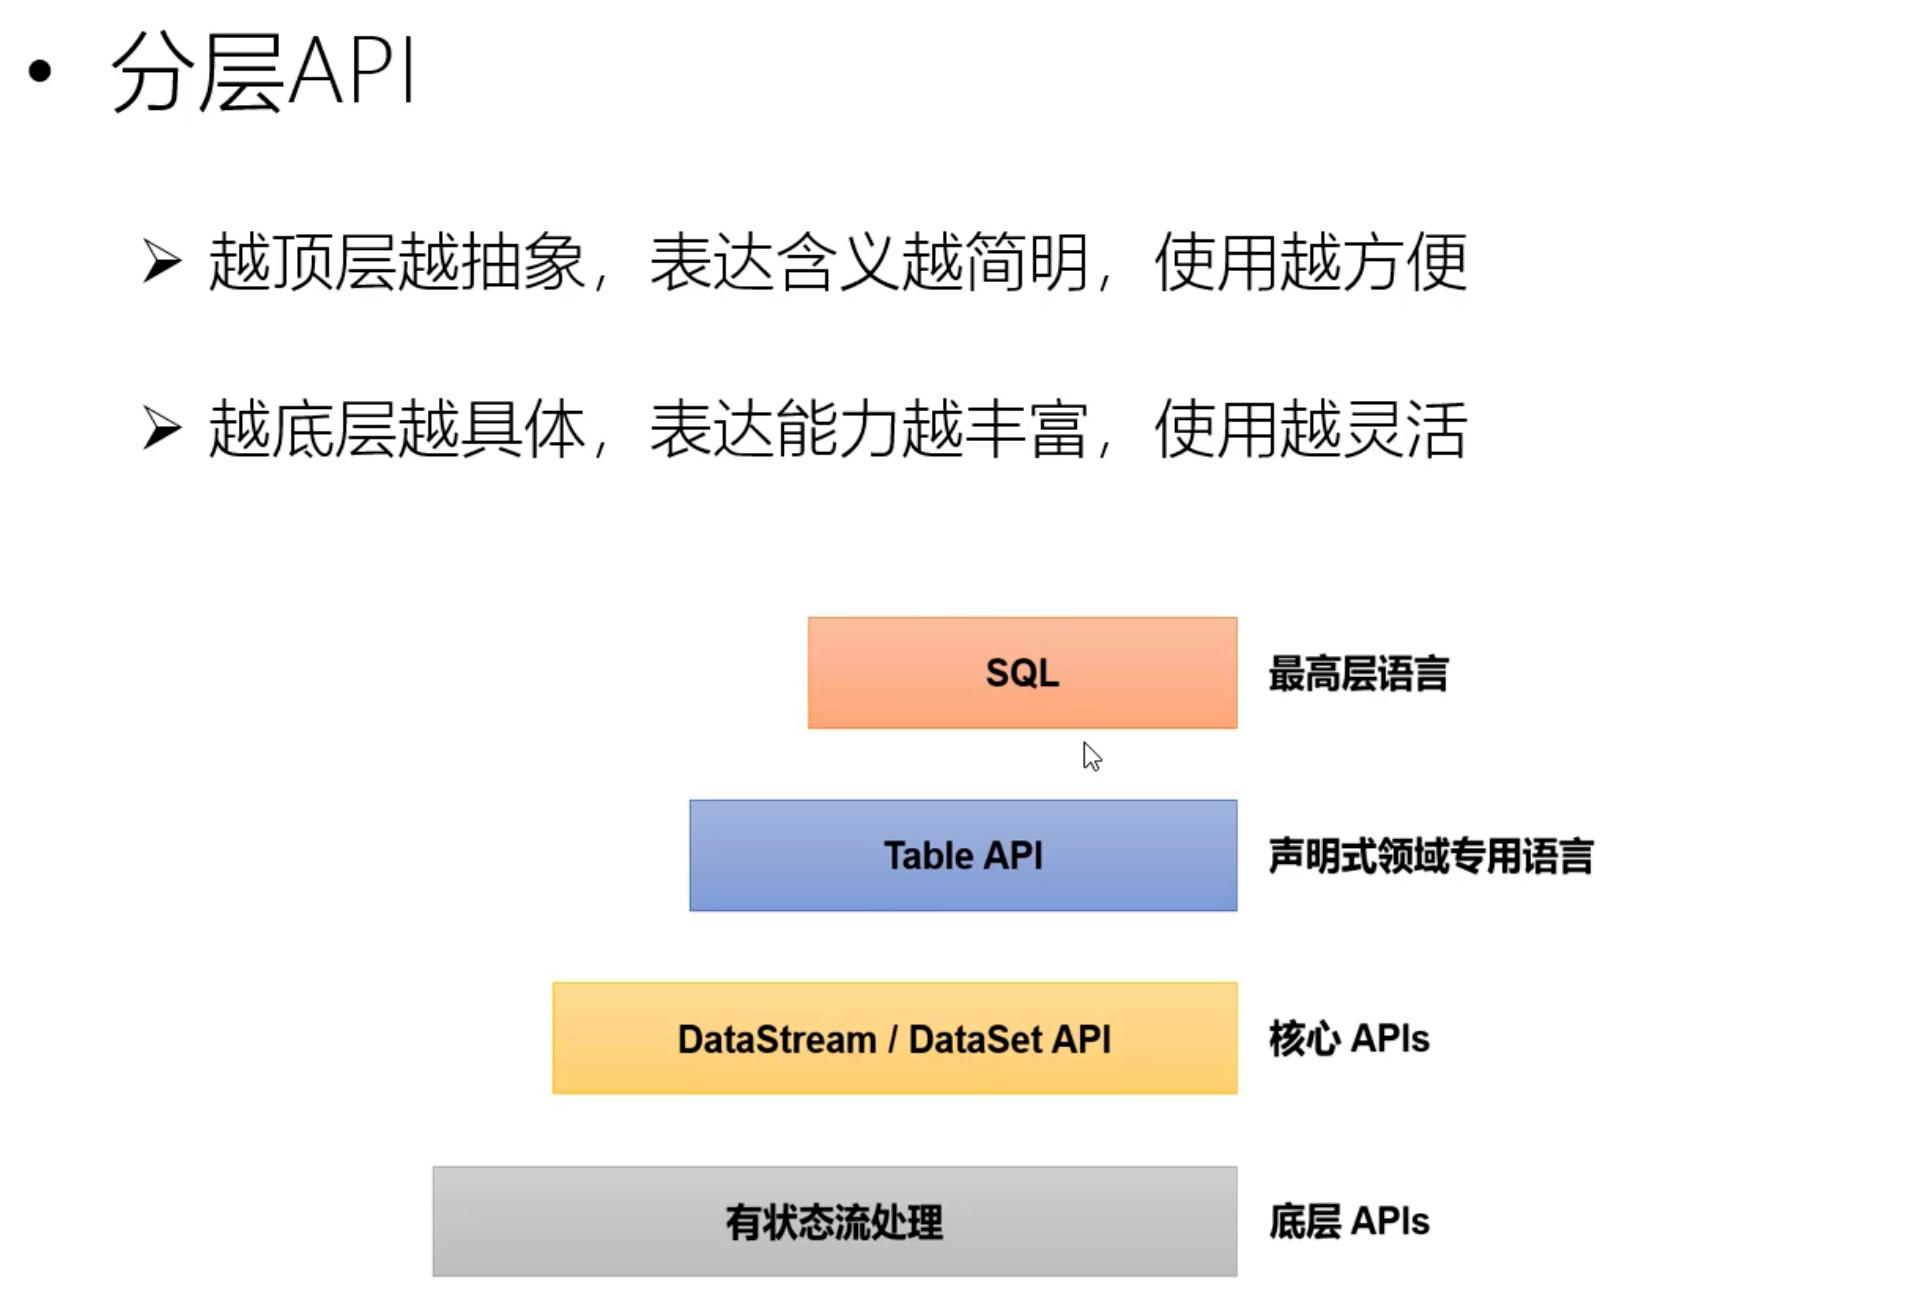 • 分层API
➢ 越顶层越抽象，表达含义越简明，使用越方便
➢ 越底层越具体，表达能力越丰富，使用越灵活
SQL 最高层语言
Table API 声明式领域专用语言
DataStream / DataSet API 核心 APIs
有状态流处理 底层 APIs